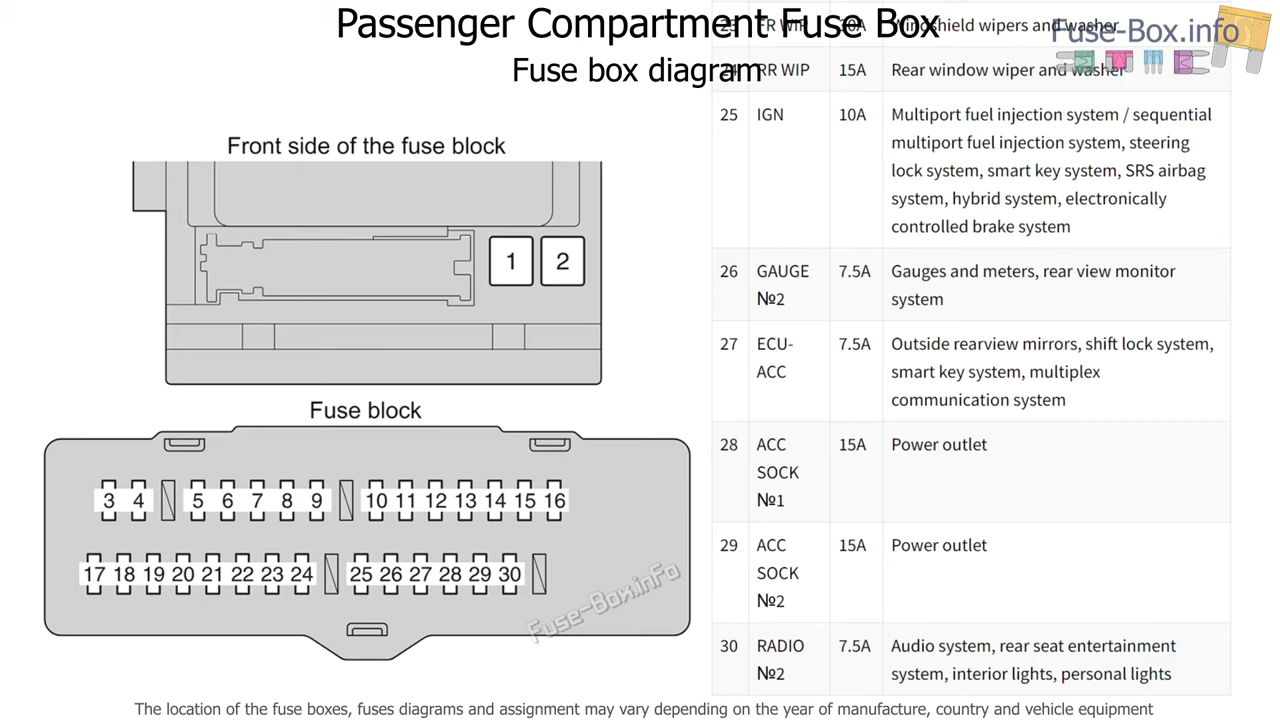 Passenger Compartment Fuse Box
Fuse box diagram
Fuse-Box.info
Front side of the fuse block
1 2
Fuse block
3 4 5 6 7 8 9 10 11 12 13 14 15 16
17 18 19 20 21 22 23 24 25 26 27 28 29 30
Fuse-Box.inFo
23 FR WIP 30A Windshield wipers and washer
24 RR WIP 15A Rear window wiper and washer
25 IGN 10A Multiport fuel injection system / sequential
multiport fuel injection system, steering
lock system, smart key system, SRS airbag
system, hybrid system, electronically
controlled brake system
26 GAUGE 7.5A Gauges and meters, rear view monitor
№2 system
27 ECU- 7.5A Outside rearview mirrors, shift lock system,
ACC smart key system, multiplex
communication system
28 ACC 15A Power outlet
SOCK
№1
29 ACC 15A Power outlet
SOCK
№2
30 RADIO 7.5A Audio system, rear seat entertainment
№2 system, interior lights, personal lights
The location of the fuse boxes, fuses diagrams and assignment may vary depending on the year of manufacture, country and vehicle equipment